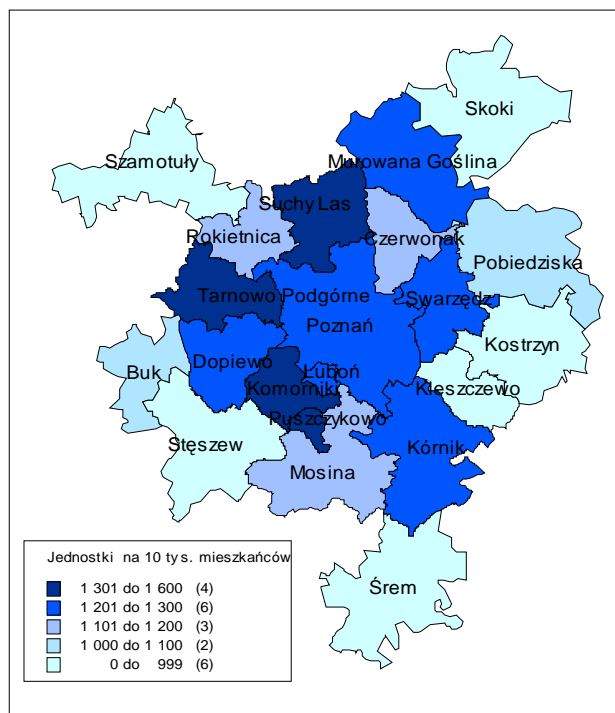 Skoki
Szamotuły
Murowana Goślina
Suchy Las
Rokietnica
Czerwonak
Pobiedziska
Tarnowo Podgórne
Swarzędz
Poznań
Kostrzyn
Dopiewo
Buk
Luboń
Komorniki
Kleszczewo
Puszczykowo
Stęszew
Kórnik
Mosina
Śrem
Jednostki na 10 tys. mieszkańców
1 301 do 1 600 (4)
1 201 do 1 300 (6)
1 101 do 1 200 (3)
1 000 do 1 100 (2)
0 do 999 (6)